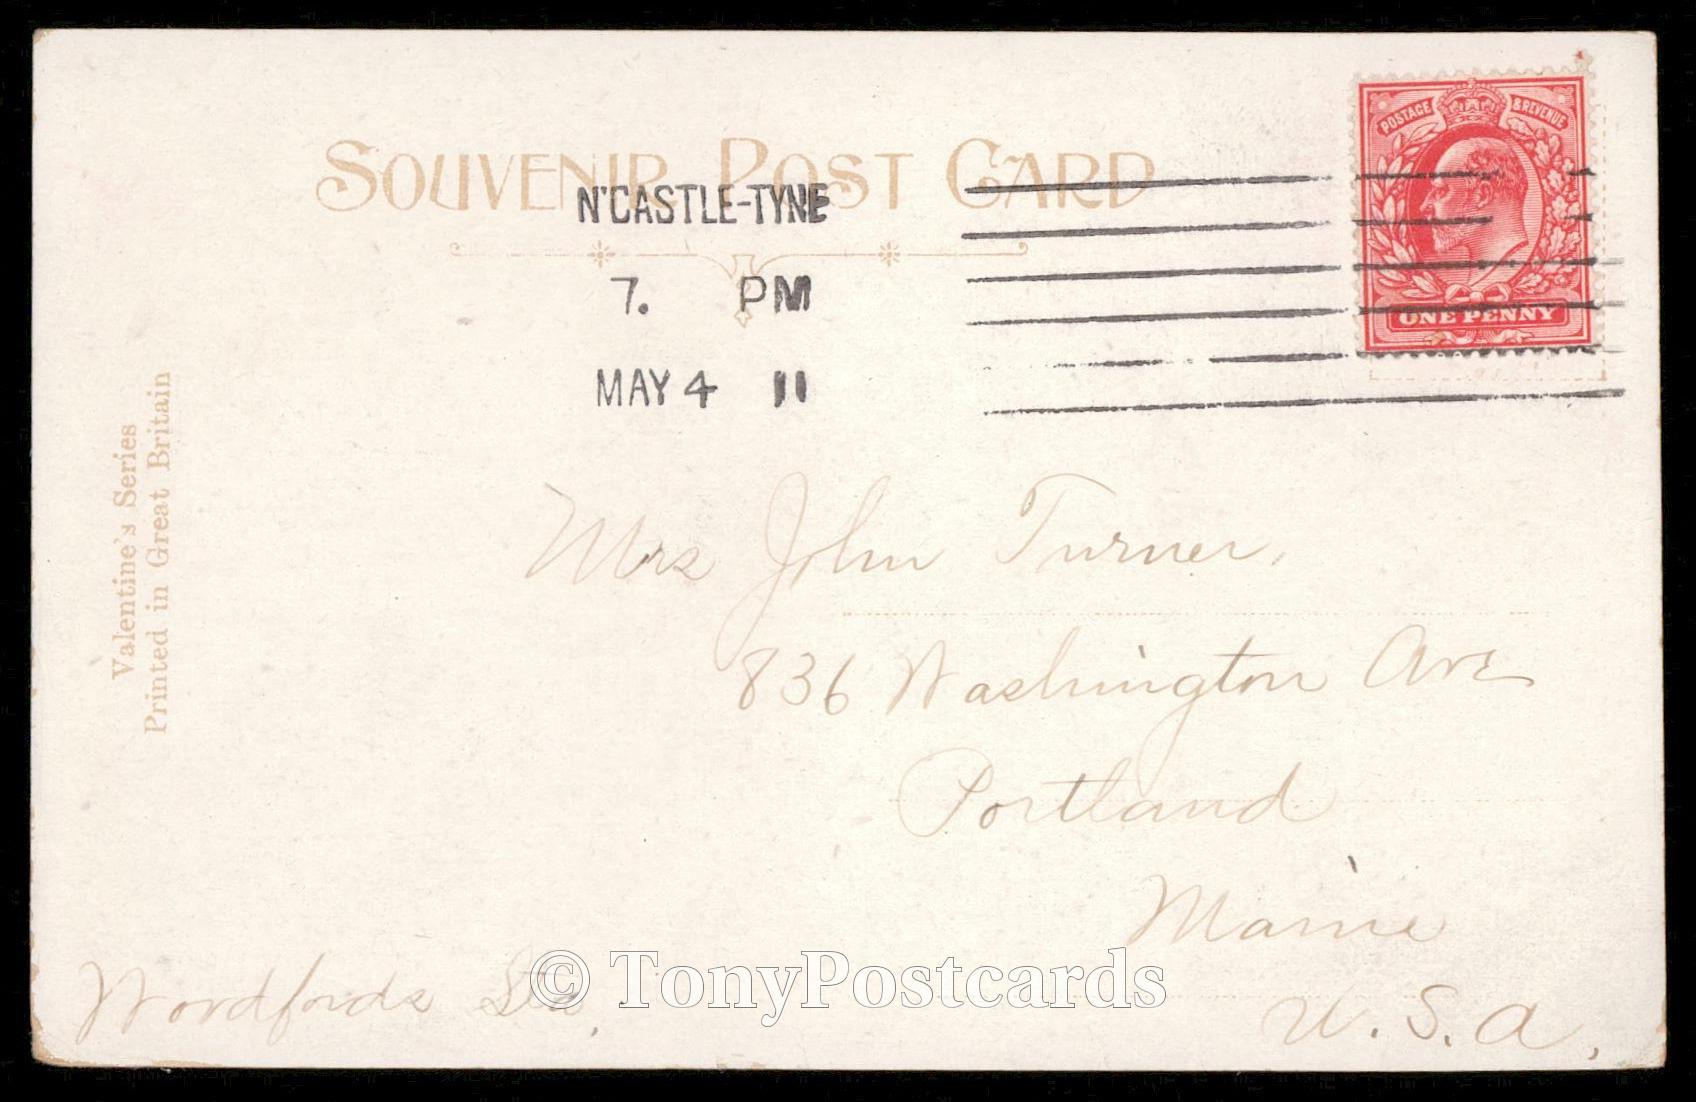 SOUVENIR POST CARD
N'CASTLE-TYNE
7. PM
MAY 4 11
POSTAGE & REVENUE
ONE PENNY
Valentine's Series
Printed in Great Britain
Mrs John Turner,
836 Washington Ave
Portland
Maine
U.S.A.
Woodfords Sta.
© TonyPostcards